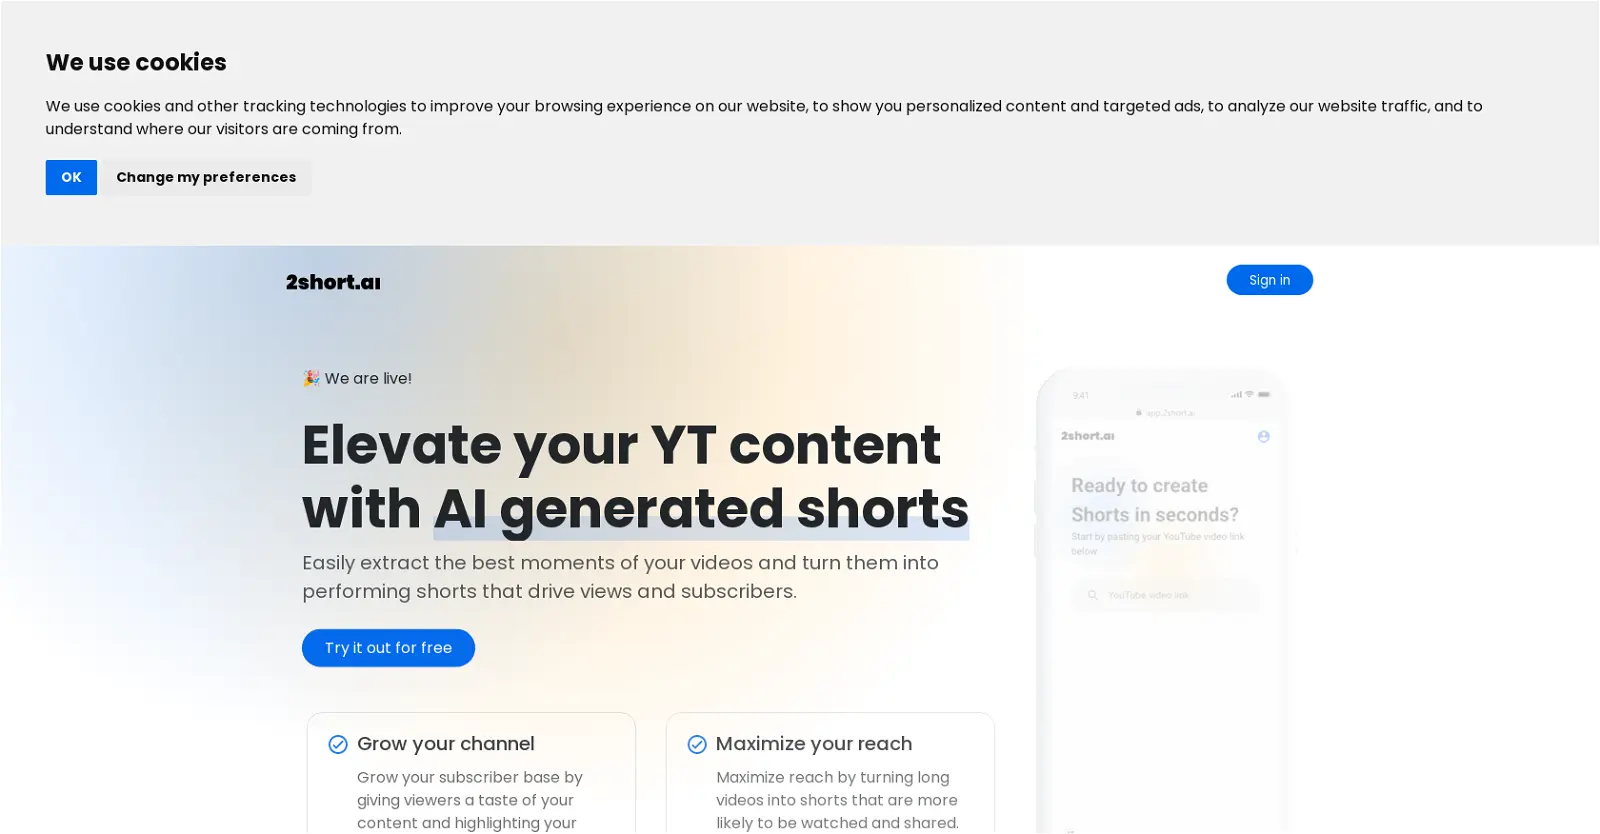 We use cookies
We use cookies and other tracking technologies to improve your browsing experience on our website, to show you personalized content and targeted ads, to analyze our website traffic, and to
understand where our visitors are coming from.
OK
Change my preferences
2short.aı
Sign in
🎉 We are live!
Elevate your YT content
with AI generated shorts
Easily extract the best moments of your videos and turn them into
performing shorts that drive views and subscribers.
Try it out for free
Grow your channel
Grow your subscriber base by
giving viewers a taste of your
content and highlighting your
Maximize your reach
Maximize reach by turning long
videos into shorts that are more
likely to be watched and shared.
9:41
app.2short.ai
2short.aı
Ready to create
Shorts in seconds?
Start by pasting your YouTube video link
below
YouTube video link